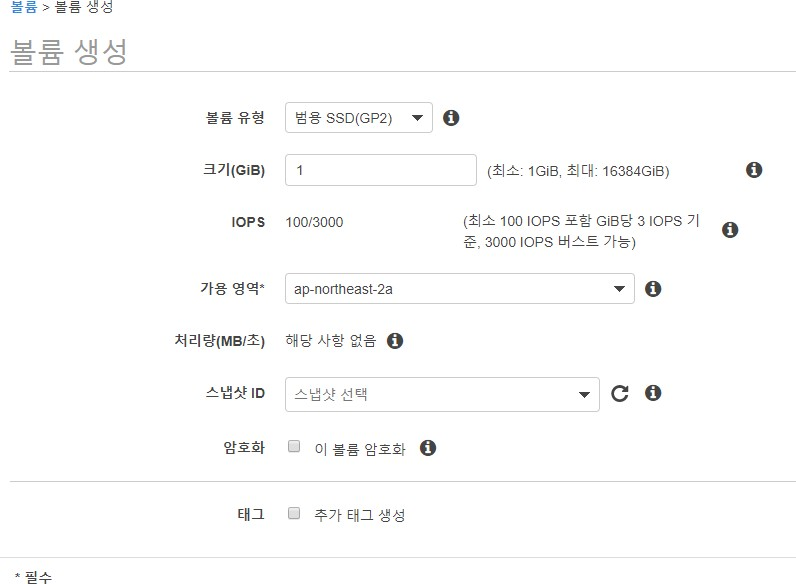 볼륨 > 볼륨 생성
볼륨 생성
볼륨 유형 범용 SSD(GP2)
크기(GiB) 1 (최소: 1GiB, 최대: 16384GiB)
IOPS 100/3000 (최소 100 IOPS 포함 GiB당 3 IOPS 기
준, 3000 IOPS 버스트 가능)
가용 영역* ap-northeast-2a
처리량(MB/초) 해당 사항 없음
스냅샷 ID 스냅샷 선택
암호화 이 볼륨 암호화
태그 추가 태그 생성
* 필수